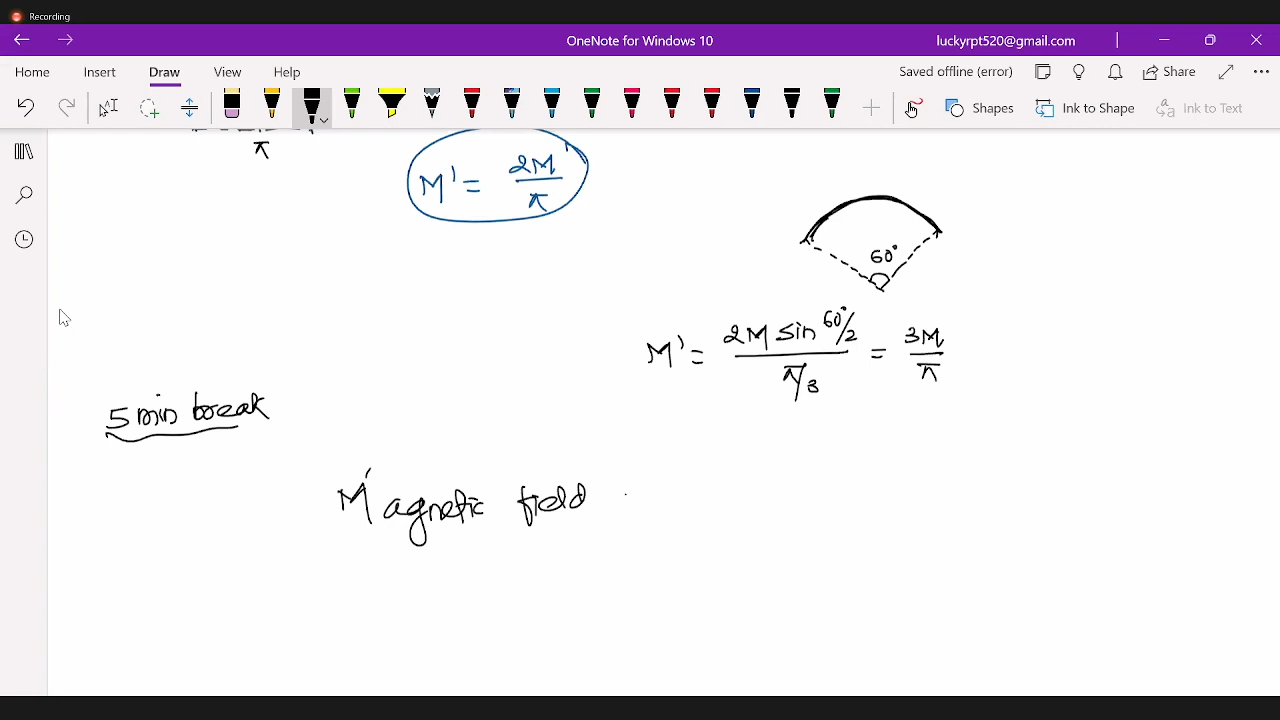 Recording
OneNote for Windows 10
luckyrpt520@gmail.com
Home Insert Draw View Help
Saved offline (error)
Share
Shapes
Ink to Shape
Ink to Text
π
M' = 2M / π
60°
M' = 2M sin 60°/2 / π/3 = 3M / π
5 min break
Magnetic field